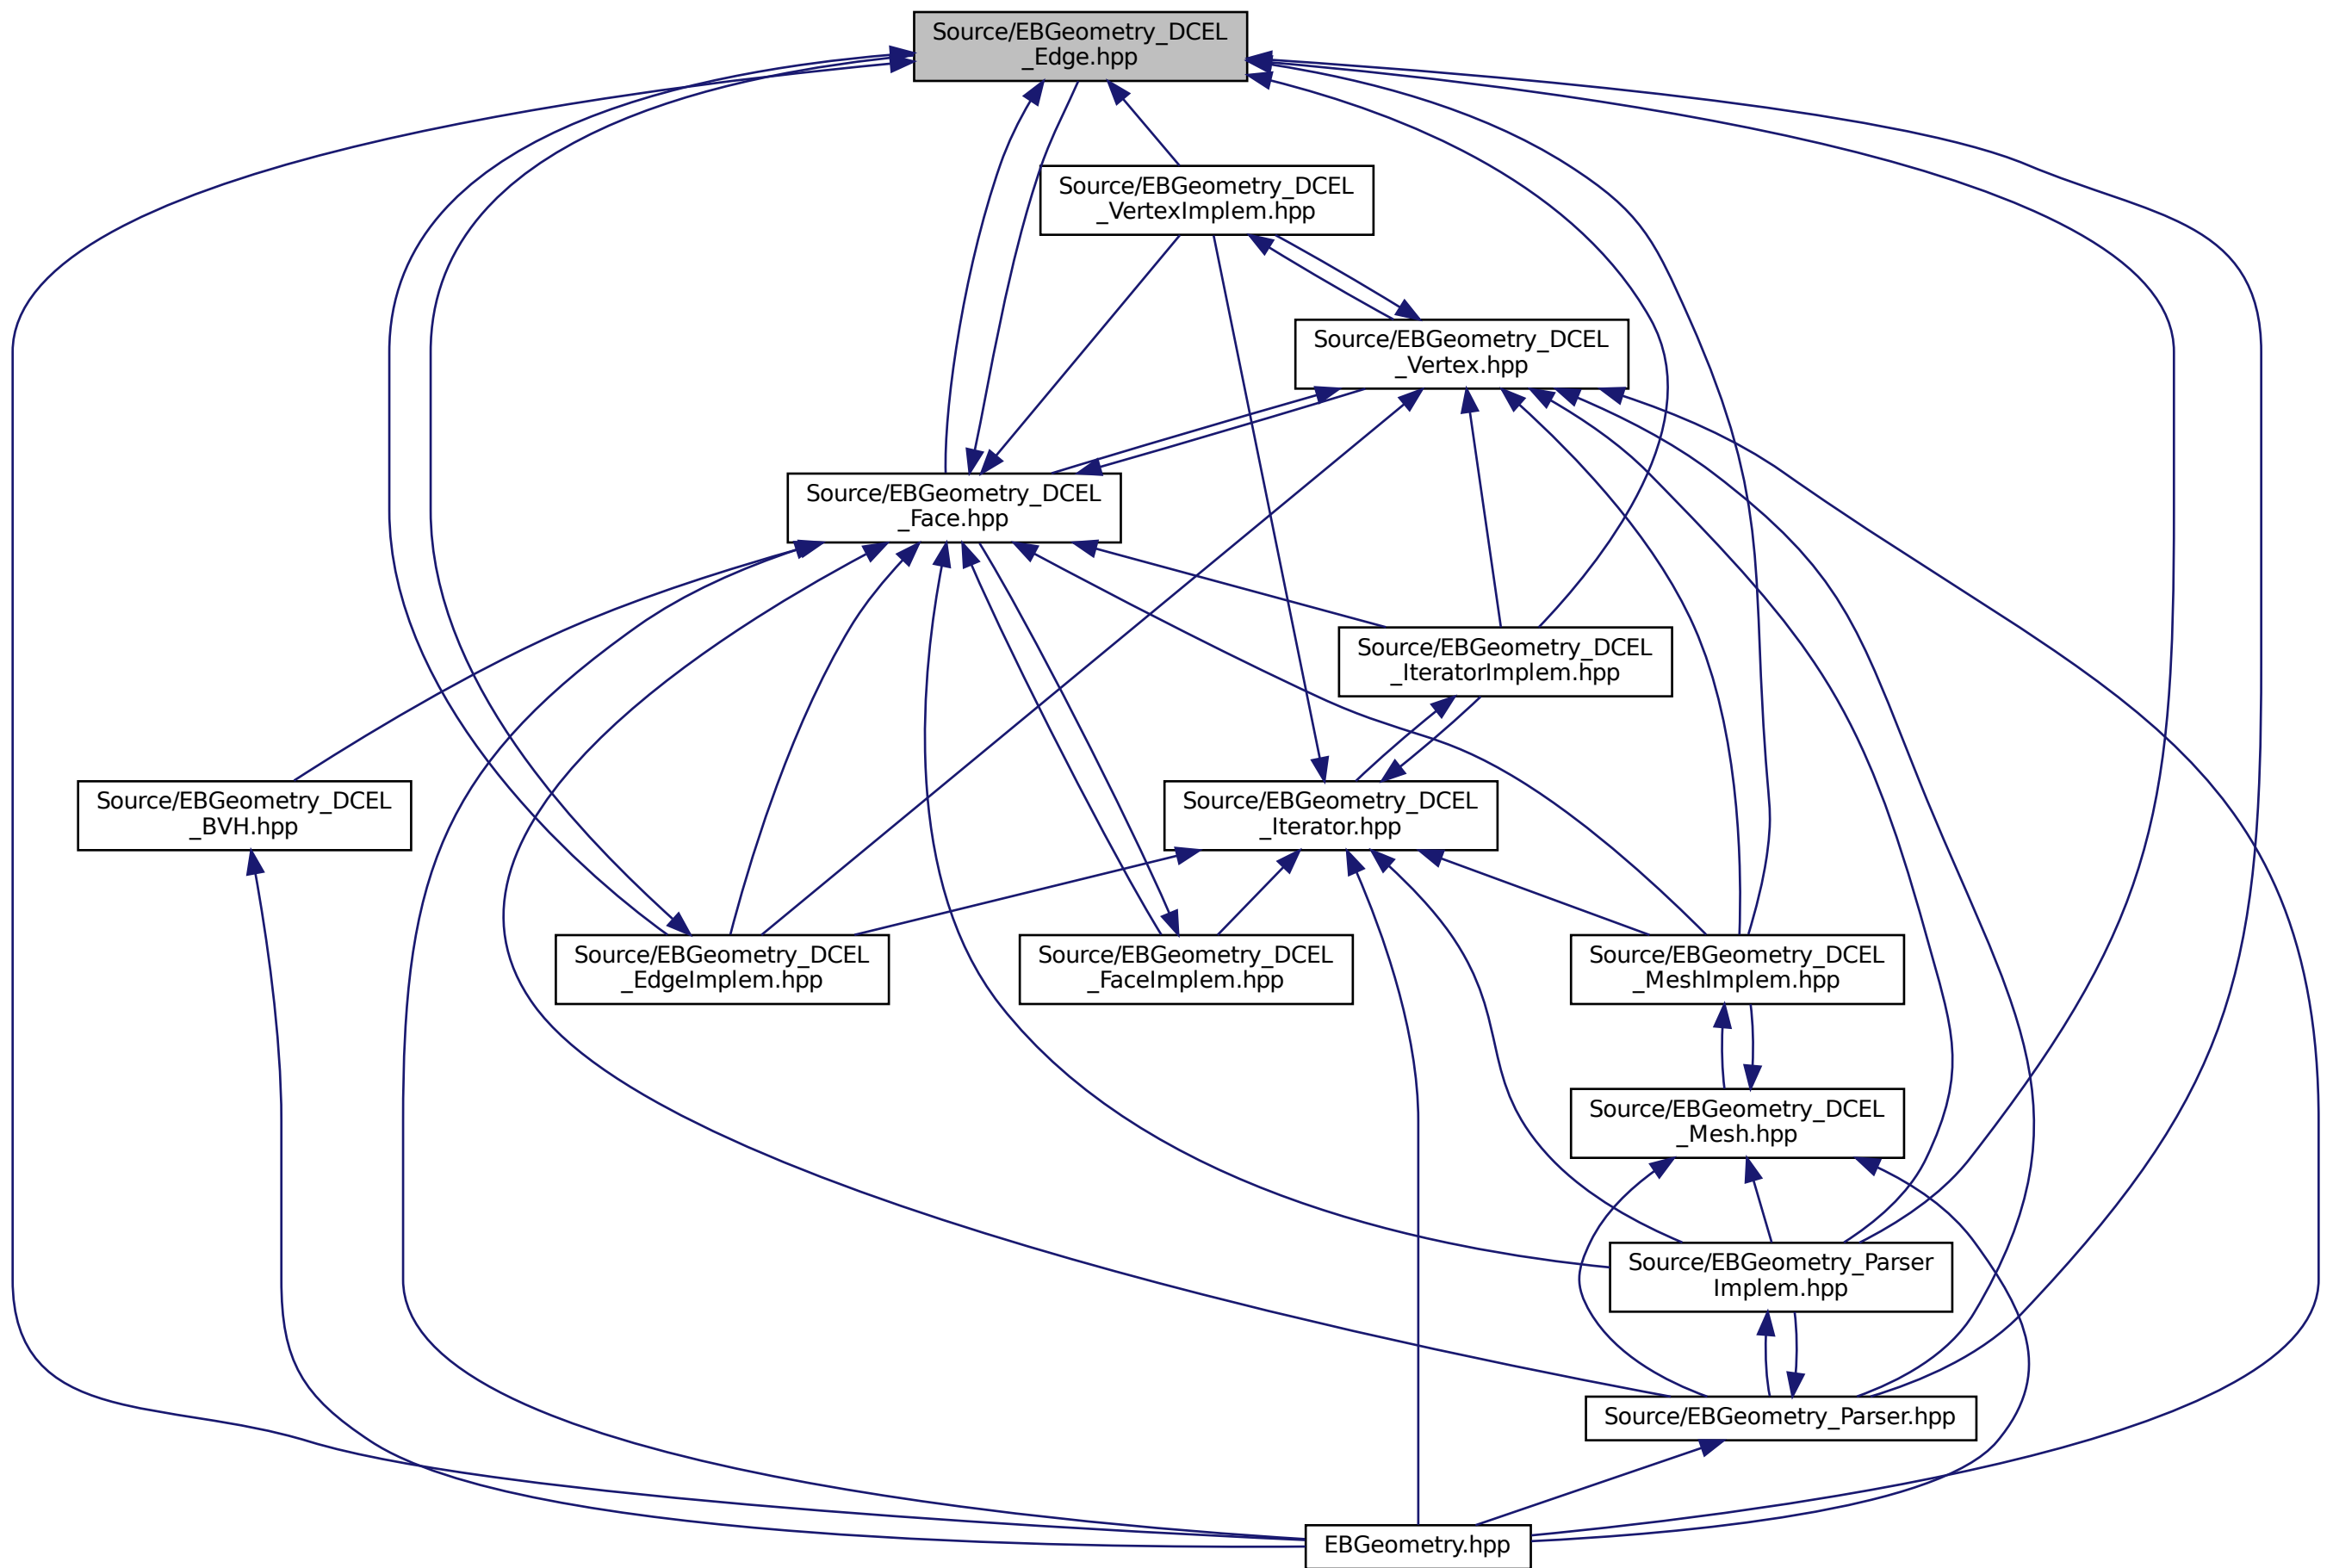 Source/EBGeometry_DCEL
_Edge.hpp
Source/EBGeometry_DCEL
_VertexImplem.hpp
Source/EBGeometry_DCEL
_Vertex.hpp
Source/EBGeometry_DCEL
_Face.hpp
Source/EBGeometry_DCEL
_IteratorImplem.hpp
Source/EBGeometry_DCEL
_BVH.hpp
Source/EBGeometry_DCEL
_Iterator.hpp
Source/EBGeometry_DCEL
_EdgeImplem.hpp
Source/EBGeometry_DCEL
_FaceImplem.hpp
Source/EBGeometry_DCEL
_MeshImplem.hpp
Source/EBGeometry_DCEL
_Mesh.hpp
Source/EBGeometry_Parser
Implem.hpp
Source/EBGeometry_Parser.hpp
EBGeometry.hpp